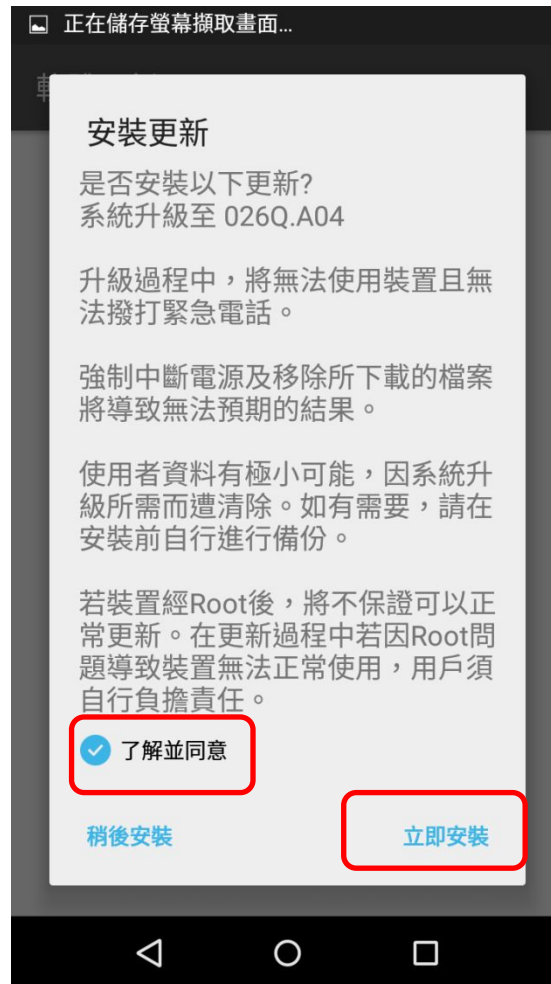 正在儲存螢幕擷取畫面...
安裝更新
是否安裝以下更新?
系統升級至 026Q.A04
升級過程中，將無法使用裝置且無
法撥打緊急電話。
強制中斷電源及移除所下載的檔案
將導致無法預期的結果。
使用者資料有極小可能，因系統升
級所需而遭清除。如有需要，請在
安裝前自行進行備份。
若裝置經Root後，將不保證可以正
常更新。在更新過程中若因Root問
題導致裝置無法正常使用，用戶須
自行負擔責任。
了解並同意
稍後安裝
立即安裝